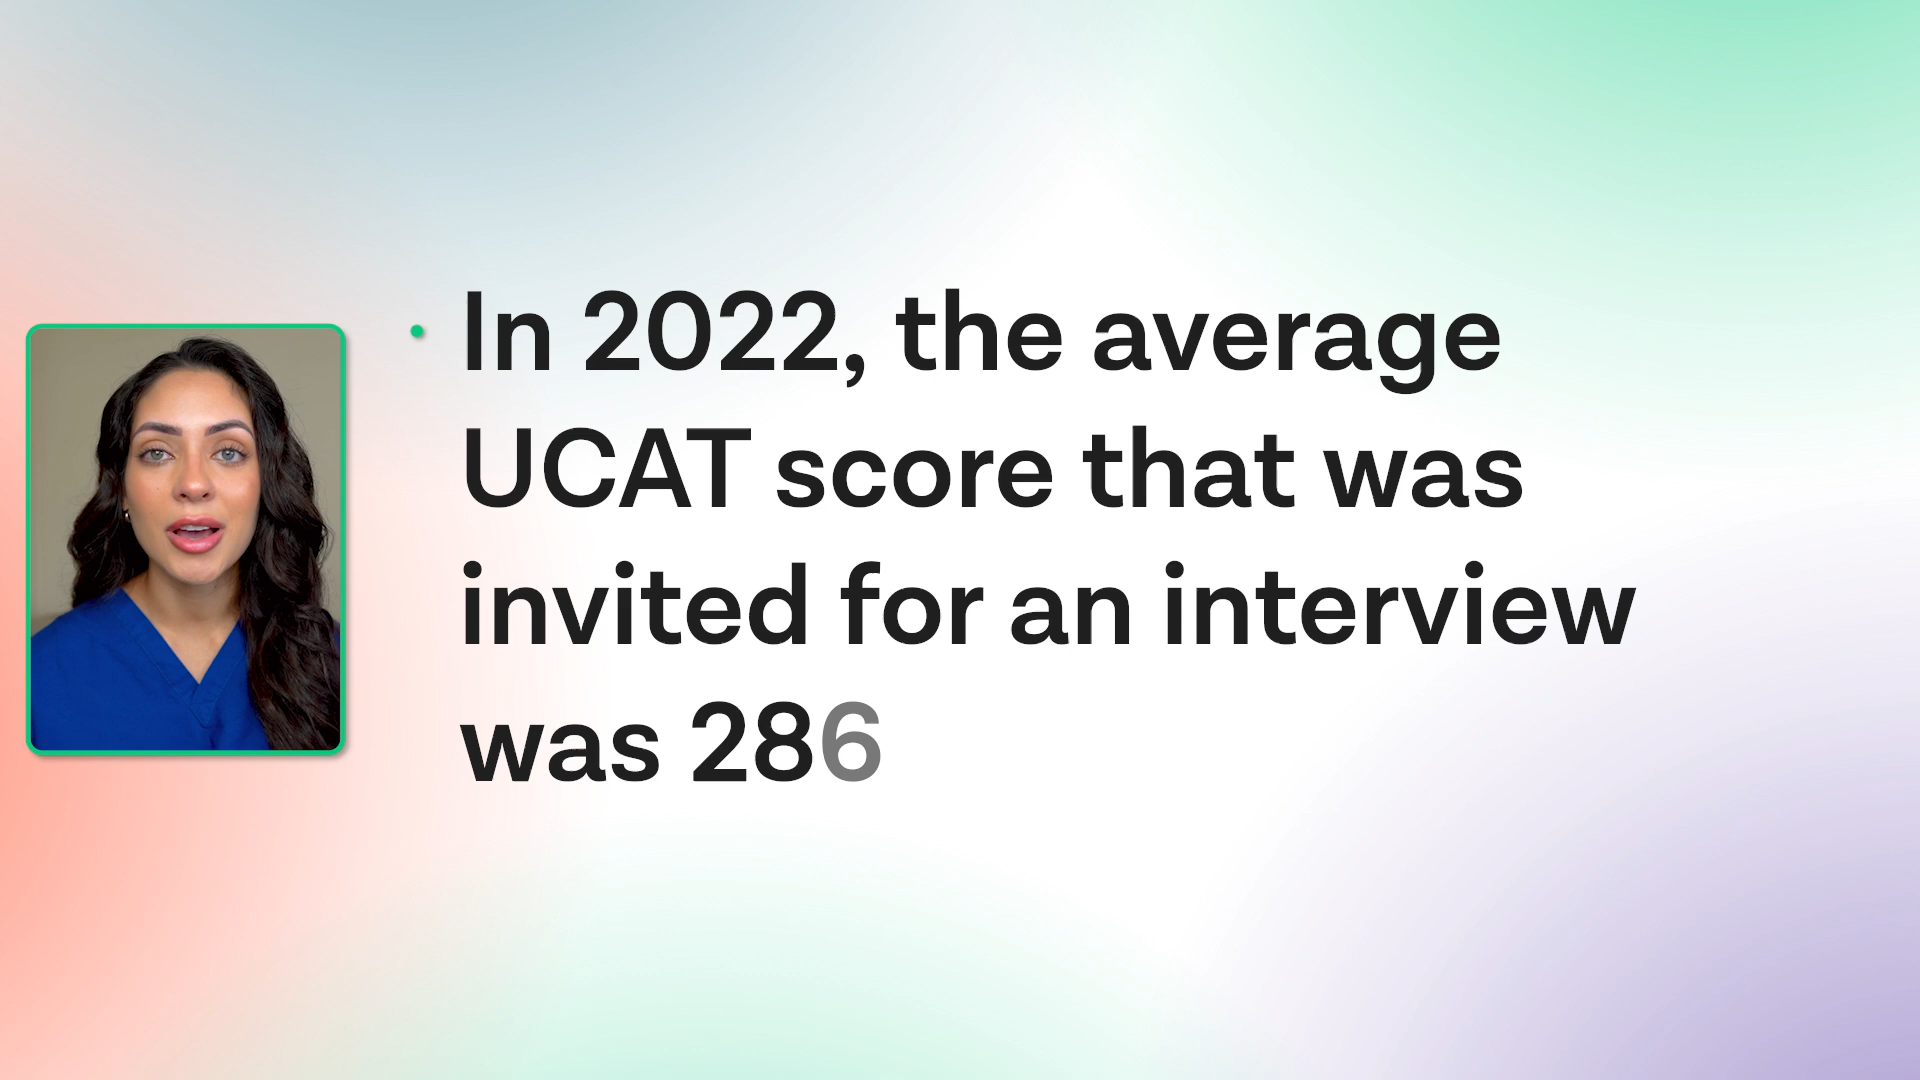 In 2022, the average
UCAT score that was
invited for an interview
was 286